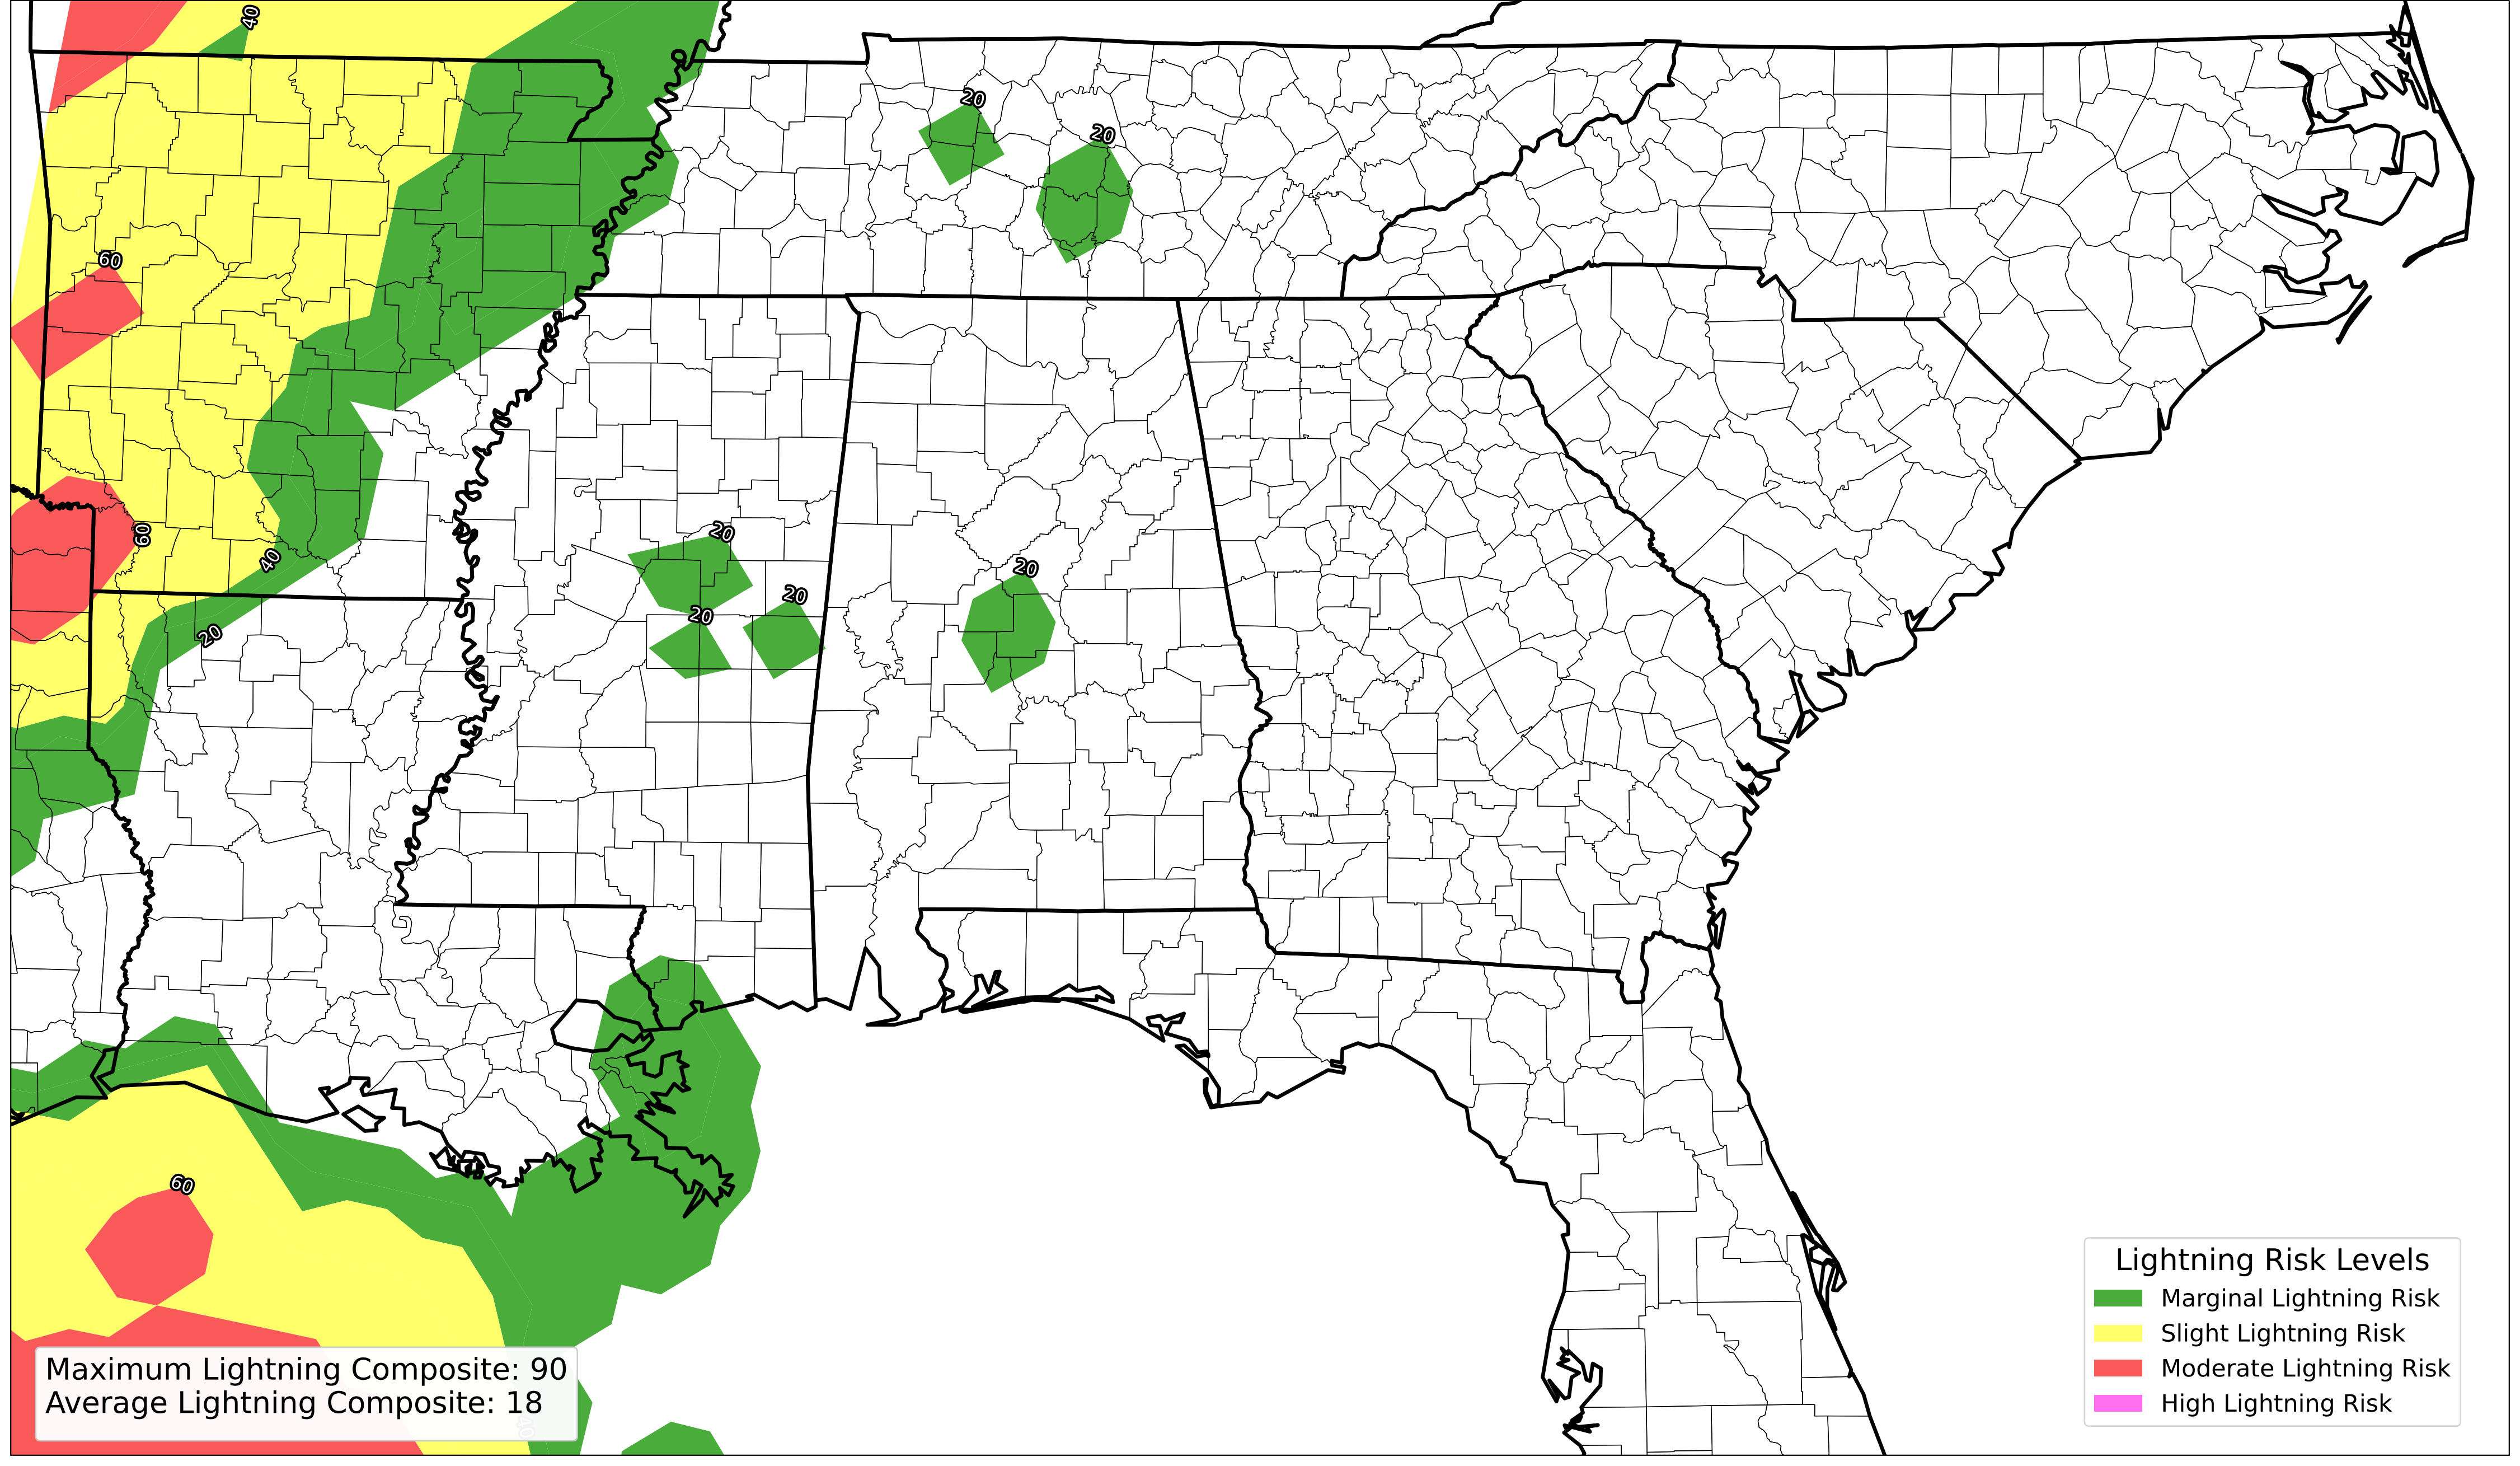 40
20
20
60
20
60
40
20
20
20
20
60
Lightning Risk Levels
Marginal Lightning Risk
Slight Lightning Risk
Moderate Lightning Risk
High Lightning Risk
Maximum Lightning Composite: 90
Average Lightning Composite: 18